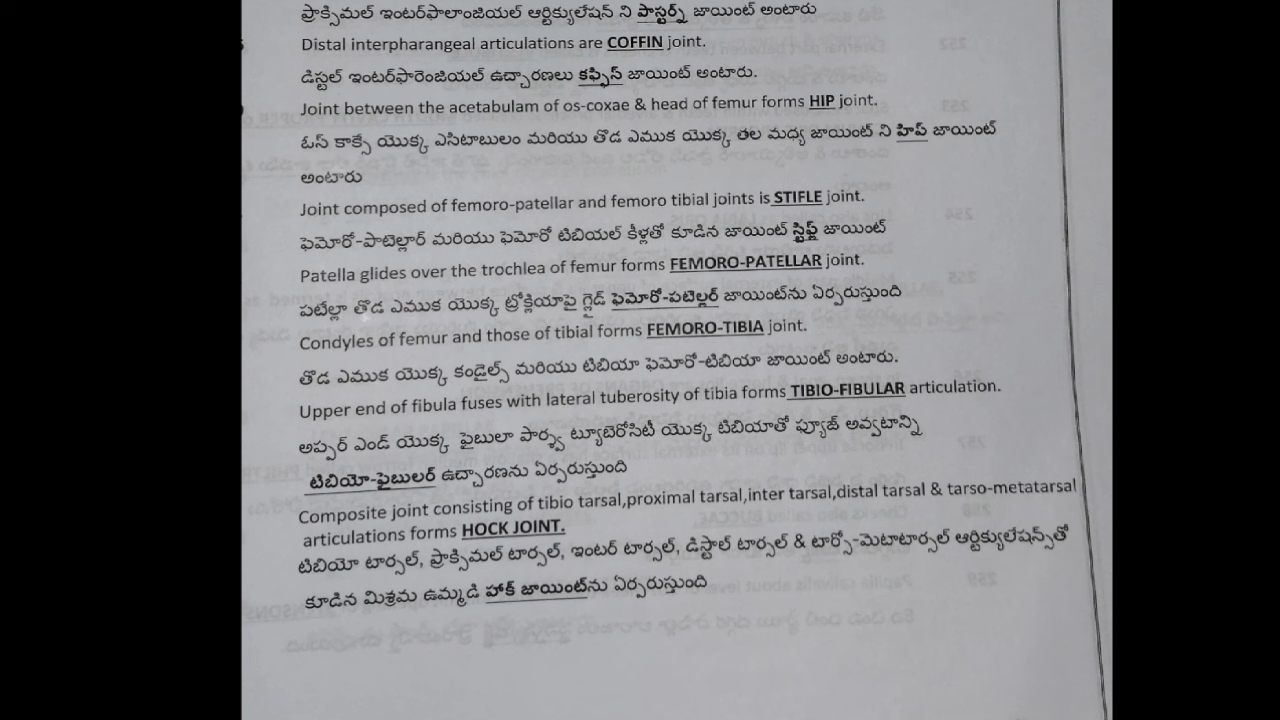 ప్రాక్సిమల్ ఇంటర్‌ఫాలాంజియల్ ఆర్టిక్యులేషన్ ని పాస్టర్న్ జాయింట్ అంటారు
Distal interpharangeal articulations are COFFIN joint.
డిస్టల్ ఇంటర్‌ఫారెంజియల్ ఉచ్చారణలు కఫ్ఫిన్ జాయింట్ అంటారు.
Joint between the acetabulam of os-coxae & head of femur forms HIP joint.
ఓస్ కాక్సే యొక్క ఎసిటాబులం మరియు తొడ ఎముక యొక్క తల మధ్య జాయింట్ ని హిప్ జాయింట్
అంటారు
Joint composed of femoro-patellar and femoro tibial joints is STIFLE joint.
ఫెమోరో-పాటెల్లార్ మరియు ఫెమోరో టిబియల్ కీళ్లతో కూడిన జాయింట్ స్టిఫ్ల్ జాయింట్
Patella glides over the trochlea of femur forms FEMORO-PATELLAR joint.
పటేల్లా తొడ ఎముక యొక్క ట్రోక్లియాపై గ్లైడ్ ఫెమోరో-పటెల్లర్ జాయింట్‌ను ఏర్పరుస్తుంది
Condyles of femur and those of tibial forms FEMORO-TIBIA joint.
తొడ ఎముక యొక్క కండైల్స్ మరియు టిబియా ఫెమోరో-టిబియా జాయింట్ అంటారు.
Upper end of fibula fuses with lateral tuberosity of tibia forms TIBIO-FIBULAR articulation.
అప్పర్ ఎండ్ యొక్క ఫైబులా పార్శ్వ ట్యూబెరోసిటీ యొక్క టిబియాతో ఫ్యూజ్ అవ్వటాన్ని
టిబియో-ఫైబులర్ ఉచ్చారణను ఏర్పరుస్తుంది
Composite joint consisting of tibio tarsal,proximal tarsal,inter tarsal,distal tarsal & tarso-metatarsal
articulations forms HOCK JOINT.
టిబియో టార్సల్, ప్రాక్సిమల్ టార్సల్, ఇంటర్ టార్సల్, డిస్టాల్ టార్సల్ & టార్సో-మెటాటార్సల్ ఆర్టిక్యులేషన్స్‌తో
కూడిన మిశ్రమ ఉమ్మడి హాక్ జాయింట్‌ను ఏర్పరుస్తుంది